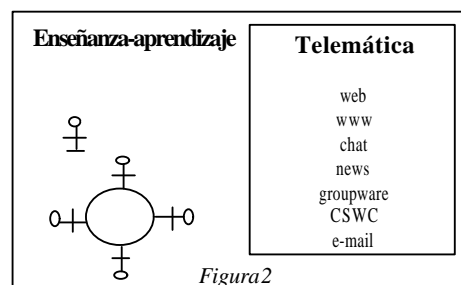 Enseñanza-aprendizaje
Telemática
web
www
chat
news
groupware
CSWC
e-mail
Figura2